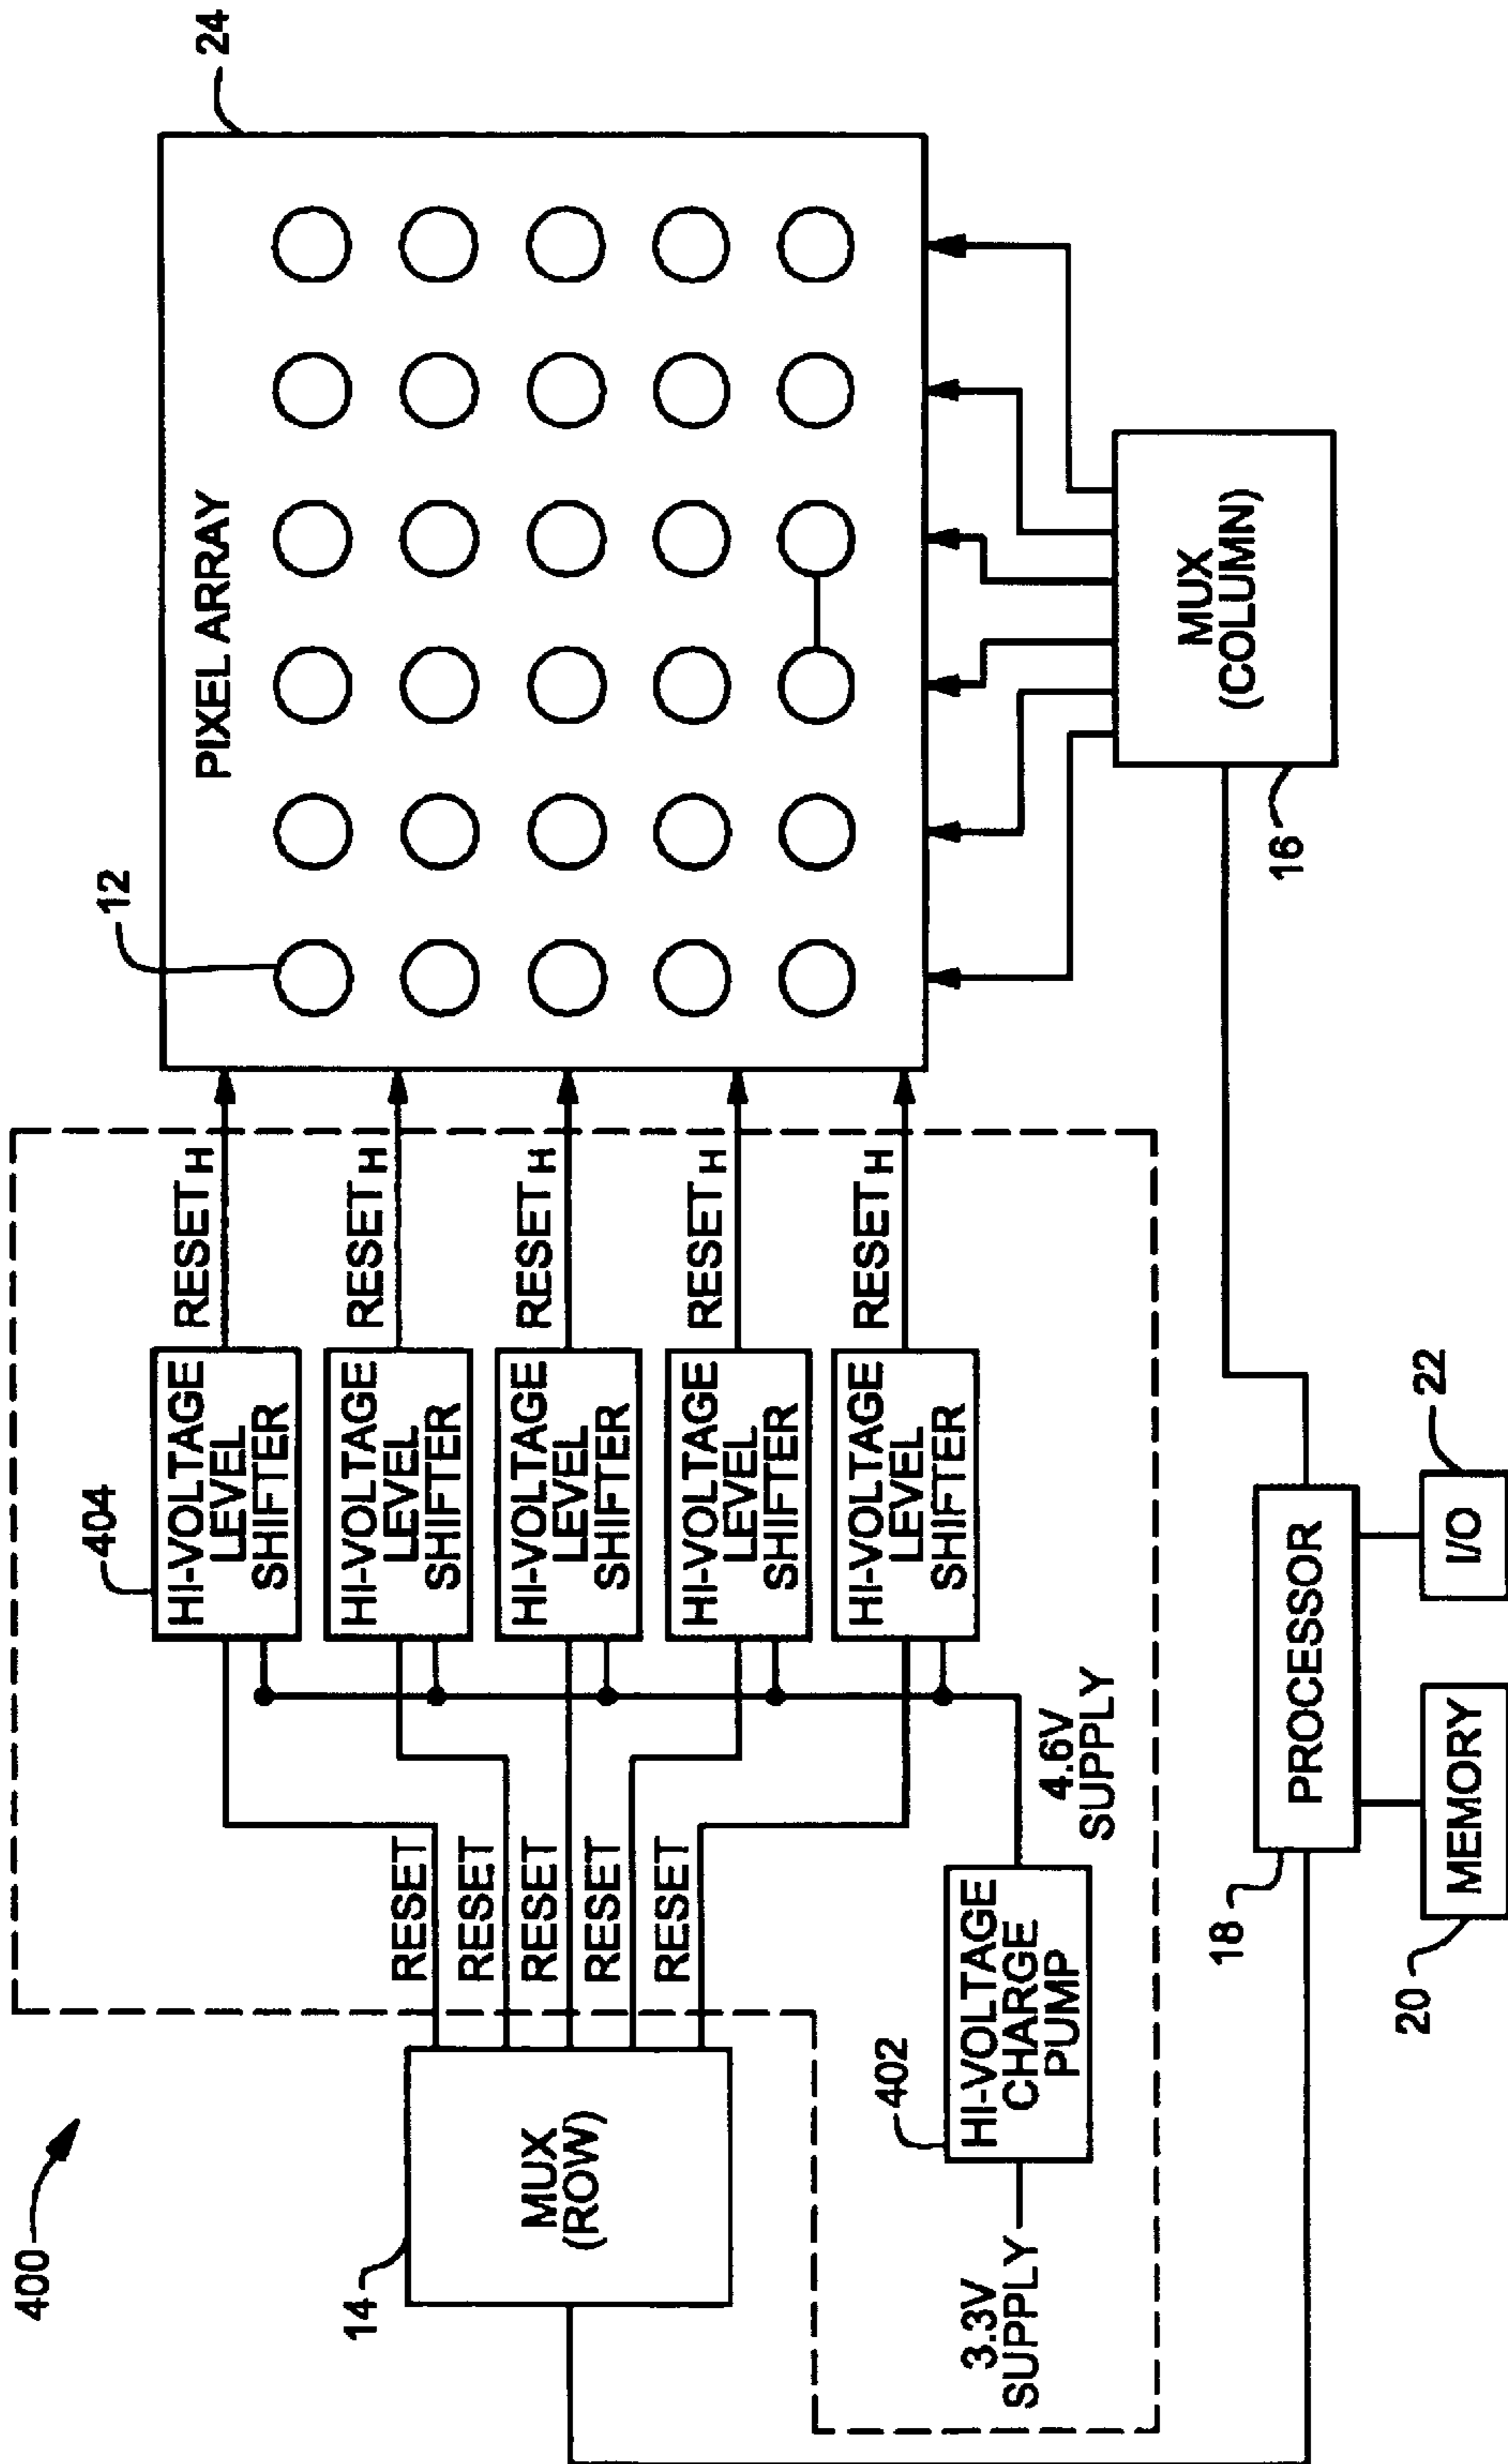 400
14
MUX
(ROW)
RESET
RESET
RESET
RESET
RESET
404
HI-VOLTAGE
LEVEL
SHIFTER
HI-VOLTAGE
LEVEL
SHIFTER
HI-VOLTAGE
LEVEL
SHIFTER
HI-VOLTAGE
LEVEL
SHIFTER
HI-VOLTAGE
LEVEL
SHIFTER
RESET H
RESET H
RESET H
RESET H
RESET H
12
24
PIXEL ARRAY
402
3.3V
SUPPLY
HI-VOLTAGE
CHARGE
PUMP
4.6V
SUPPLY
MUX
(COLUMN)
16
18
PROCESSOR
20
MEMORY
I/O
22